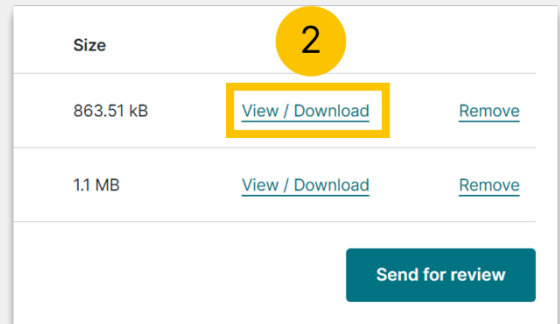 2
Size
863.51 kB View / Download Remove
1.1 MB View / Download Remove
Send for review